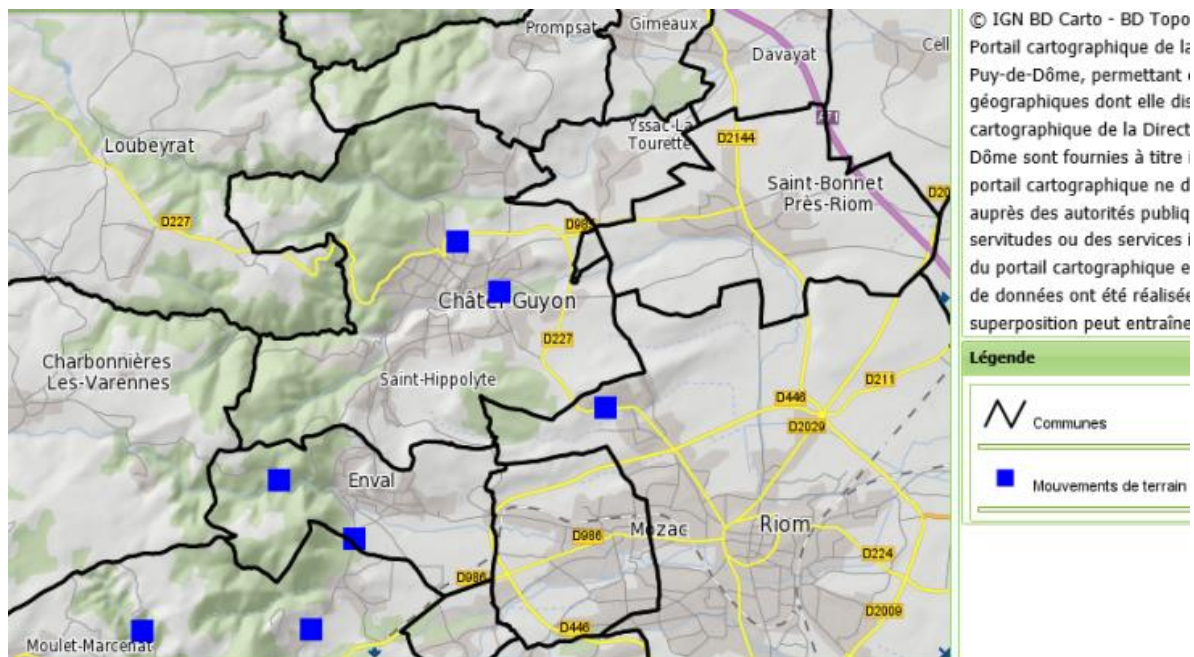 Prompsat
Gimeaux
Davayat
Cell
A71
Loubeyrat
Yssac-La
Tourette
D2144
Saint-Bonnet
Près-Riom
D20
D227
D985
Châtel Guyon
D227
Charbonnières
Les-Varennes
Saint-Hippolyte
D211
D446
D2029
Enval
Mozac
Riom
D986
D224
D986
D2009
D446
Moulet-Marcenat
© IGN BD Carto - BD Topo
Portail cartographique de la
Puy-de-Dôme, permettant
géographiques dont elle dis
cartographique de la Direct
Dôme sont fournies à titre i
portail cartographique ne d
auprès des autorités publiq
servitudes ou des services i
du portail cartographique e
de données ont été réalisée
superposition peut entraîne
Légende
Communes
Mouvements de terrain